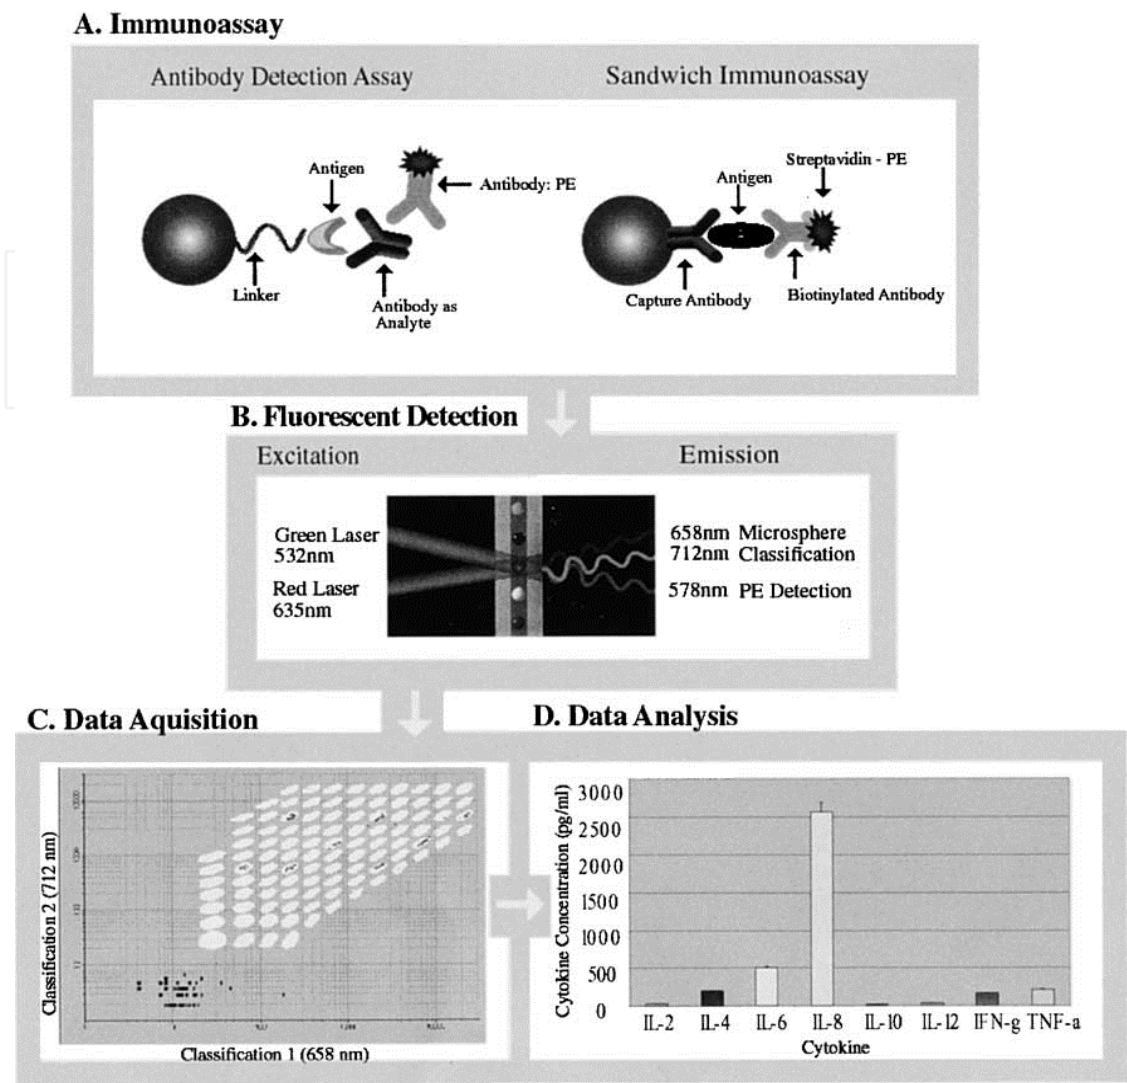 A. Immunoassay
Antibody Detection Assay
Sandwich Immunoassay
Antigen
Antibody: PE
Linker
Antibody as
Analyte
Streptavidin - PE
Antigen
Capture Antibody
Biotinylated Antibody
B. Fluorescent Detection
Excitation
Emission
Green Laser
532nm
Red Laser
635nm
658nm Microsphere
712nm Classification
578nm PE Detection
C. Data Aquisition
Classification 2 (712 nm)
Classification 1 (658 nm)
D. Data Analysis
Cytokine Concentration (pg/ml)
3000
2500
2000
1500
1000
500
0
IL-2 IL-4 IL-6 IL-8 IL-10 IL-12 IFN-g TNF-a
Cytokine